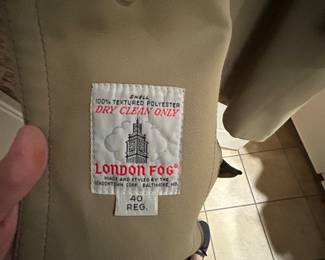 SHELL
100% TEXTURED POLYESTER
DRY CLEAN ONLY
LONDON FOG®
MADE AND STYLED BY THE
LONDONTOWN CORP. BALTIMORE, MD.
40
REG.